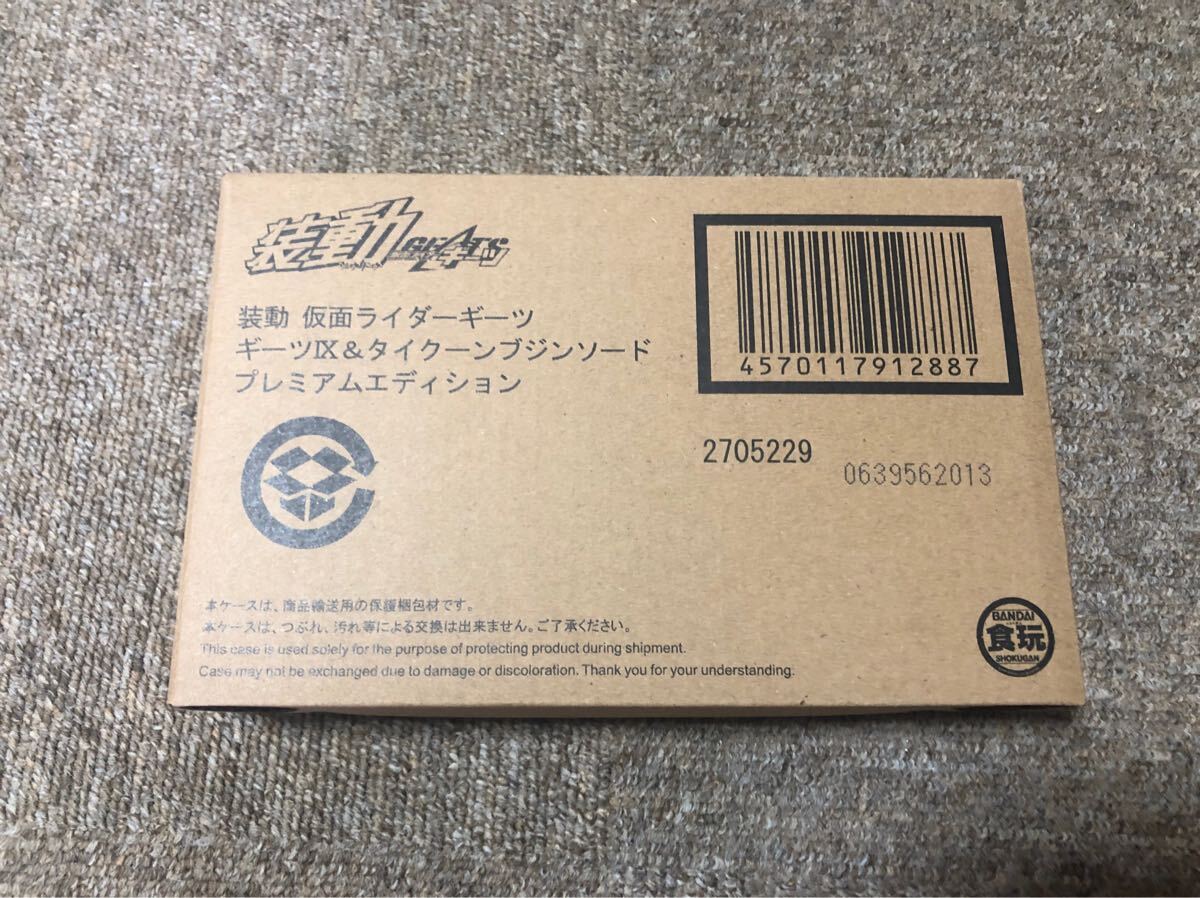 装動 GEATS ギーツ
装動 仮面ライダーギーツ
ギーツⅨ＆タイクーンブジンソード
プレミアムエディション
4570117912887
2705229
0639562013
本ケースは、商品輸送用の保護梱包材です。
本ケースは、つぶれ、汚れ等による交換は出来ません。ご了承ください。
This case is used solely for the purpose of protecting product during shipment.
Case may not be exchanged due to damage or discoloration. Thank you for your understanding.
BANDAI
食玩
SHOKUGAN